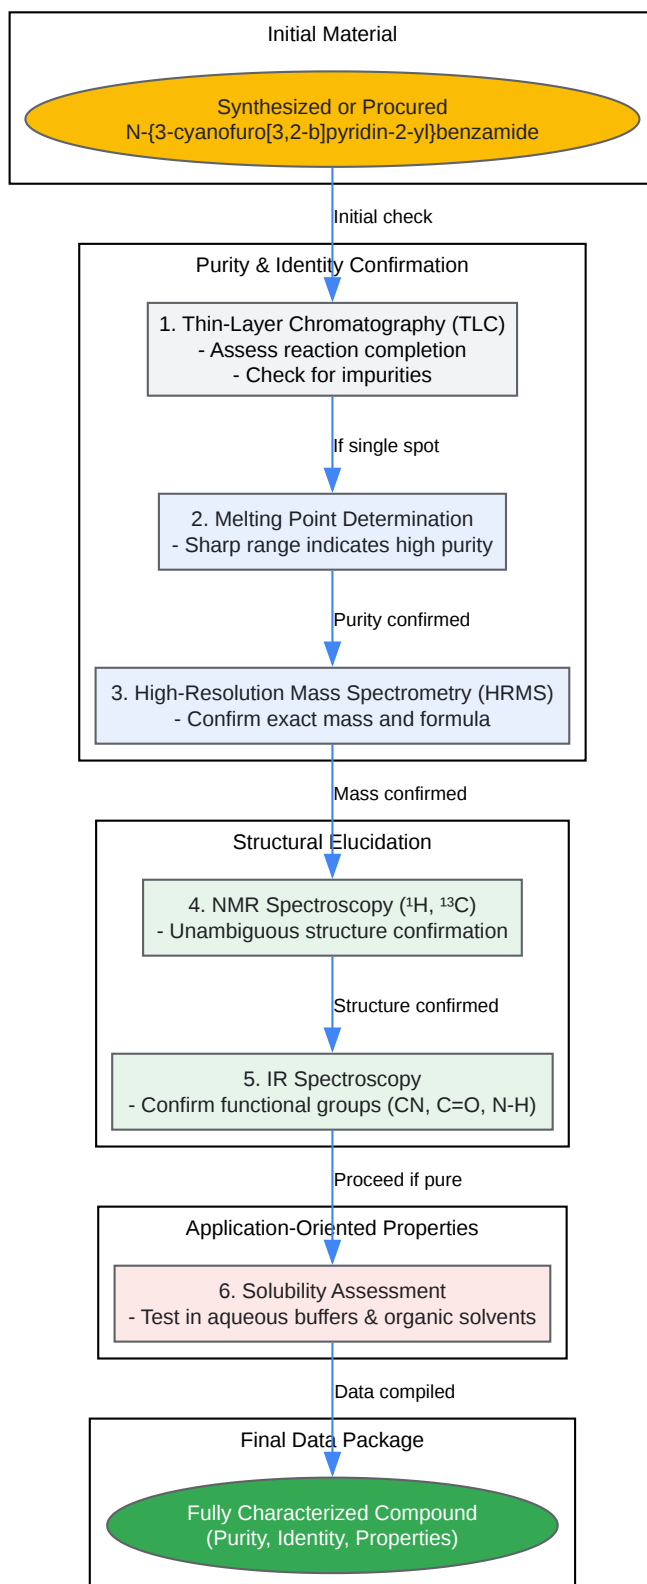 Initial Material
Synthesized or Procured
N-{3-cyanofuro[3,2-b]pyridin-2-yl}benzamide
Initial check
Purity & Identity Confirmation
1. Thin-Layer Chromatography (TLC)
- Assess reaction completion
- Check for impurities
If single spot
2. Melting Point Determination
- Sharp range indicates high purity
Purity confirmed
3. High-Resolution Mass Spectrometry (HRMS)
- Confirm exact mass and formula
Mass confirmed
Structural Elucidation
4. NMR Spectroscopy (¹H, ¹³C)
- Unambiguous structure confirmation
Structure confirmed
5. IR Spectroscopy
- Confirm functional groups (CN, C=O, N-H)
Proceed if pure
Application-Oriented Properties
6. Solubility Assessment
- Test in aqueous buffers & organic solvents
Data compiled
Final Data Package
Fully Characterized Compound
(Purity, Identity, Properties)